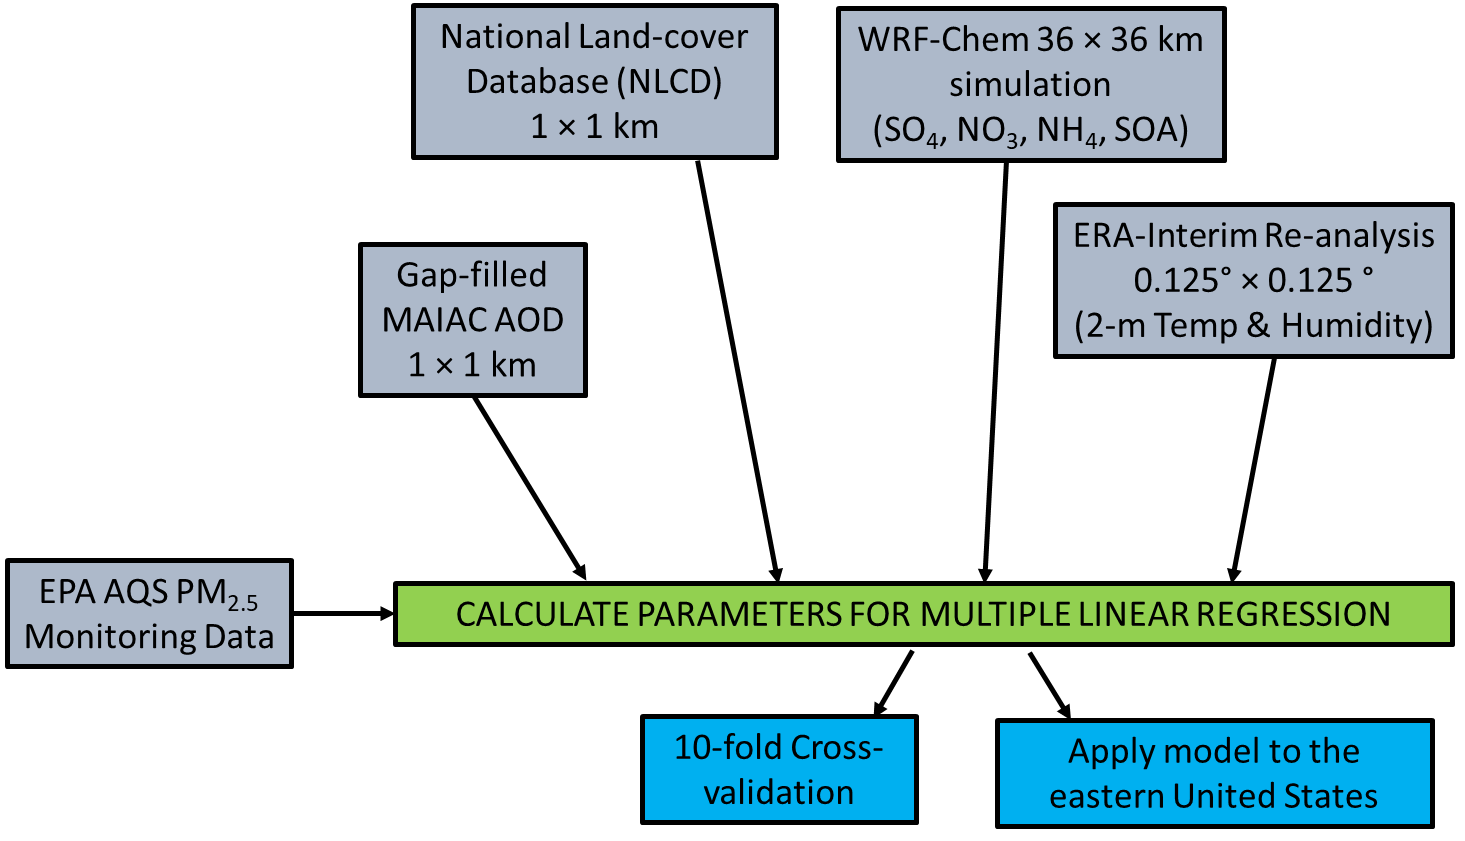 National Land-cover
Database (NLCD)
1 × 1 km
WRF-Chem 36 × 36 km
simulation
(SO₄, NO₃, NH₄, SOA)
ERA-Interim Re-analysis
0.125° × 0.125 °
(2-m Temp & Humidity)
Gap-filled
MAIAC AOD
1 × 1 km
EPA AQS PM₂.₅
Monitoring Data
CALCULATE PARAMETERS FOR MULTIPLE LINEAR REGRESSION
10-fold Cross-
validation
Apply model to the
eastern United States